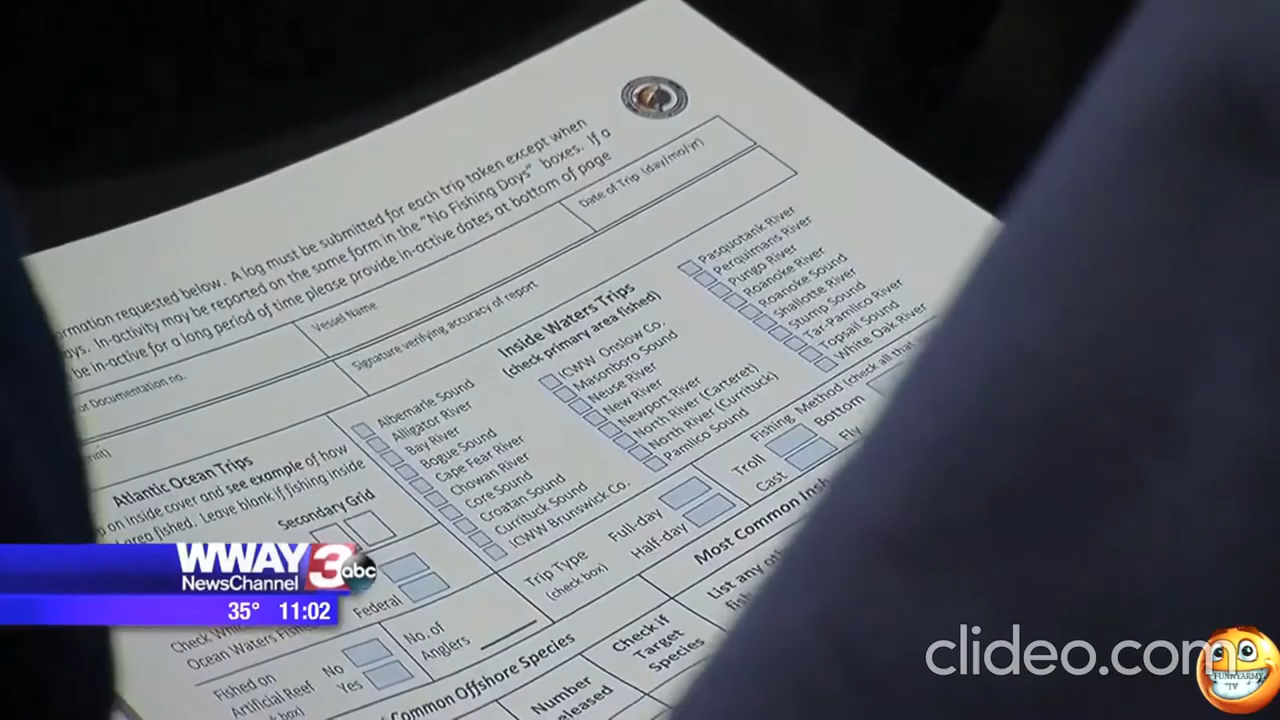 ormation requested below. A log must be submitted for each trip taken except when
ys. In-activity may be reported on the same form in the "No Fishing Days" boxes. If a
be in-active for a long period of time please provide in-active dates at bottom of page
Vessel Name
Date of Trip (day/mo/yr)
or Documentation no.
Signature verifying accuracy of report
rint)
Atlantic Ocean Trips
on inside cover and see example of how
area fished. Leave blank if fishing inside
Secondary Grid
Federal
Albemarle Sound
Alligator River
Bay River
Bogue Sound
Cape Fear River
Chowan River
Core Sound
Croatan Sound
Currituck Sound
ICWW Brunswick Co.
Inside Waters Trips
(check primary area fished)
ICWW Onslow Co.
Masonboro Sound
Neuse River
New River
Newport River
North River (Carteret)
North River (Currituck)
Pamlico Sound
Pasquotank River
Perquimans River
Pungo River
Roanoke River
Roanoke Sound
Shallotte River
Stump Sound
Tar-Pamlico River
Topsail Sound
White Oak River
Trip Type
(check box)
Full-day
Half-day
Fishing Method (check all that
Troll
Bottom
Cast
Fly
Check Whi
Ocean Waters Fishe
Fished on
Artificial Reef
No
Yes
No. of
Anglers
Common Offshore Species
Number
Check if
Target
Species
Most Common Insh
List any oth
WWAY 3 abc
NewsChannel
35° 11:02
clideo.com
FUNNYARMY
TV